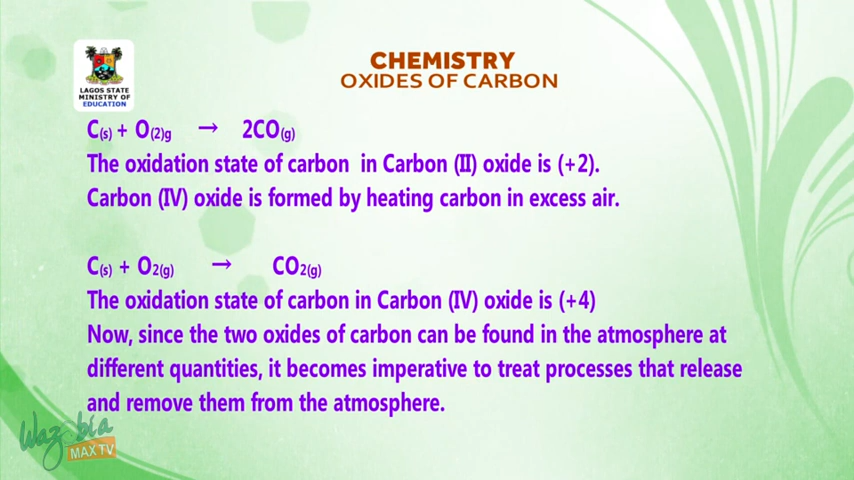 LAGOS STATE
MINISTRY OF
EDUCATION
CHEMISTRY
OXIDES OF CARBON
C(s) + O(2)g → 2CO(g)
The oxidation state of carbon in Carbon (II) oxide is (+2).
Carbon (IV) oxide is formed by heating carbon in excess air.
C(s) + O2(g) → CO2(g)
The oxidation state of carbon in Carbon (IV) oxide is (+4)
Now, since the two oxides of carbon can be found in the atmosphere at
different quantities, it becomes imperative to treat processes that release
and remove them from the atmosphere.
Wazobia
MAX TV